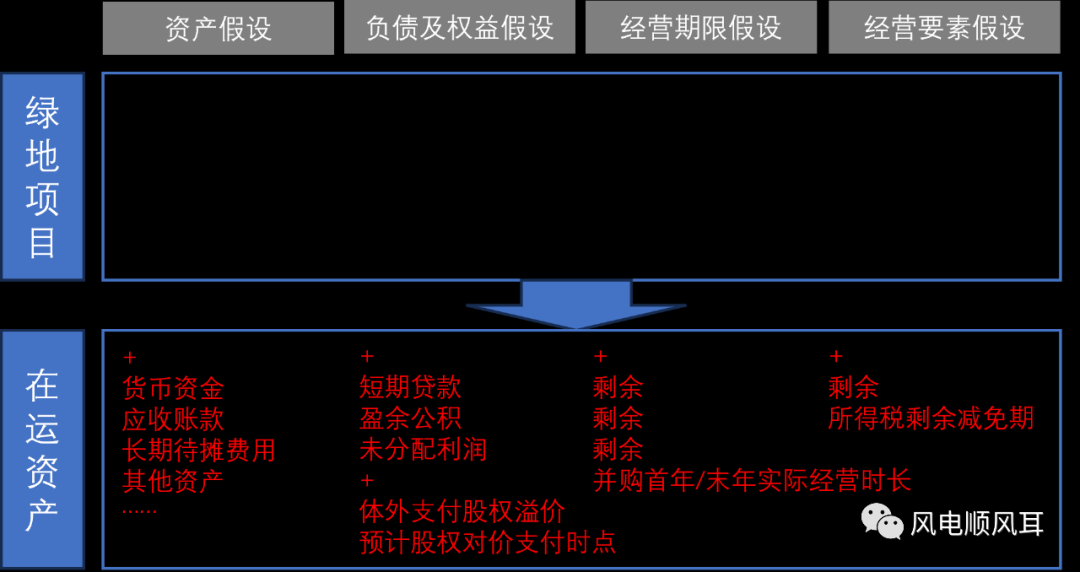 资产假设
负债及权益假设
经营期限假设
经营要素假设
绿地项目
在运资产
+
货币资金
应收账款
长期待摊费用
其他资产
……
+
短期贷款
盈余公积
未分配利润
+
体外支付股权溢价
预计股权对价支付时点
+
剩余
剩余
剩余
并购首年/末年实际经营时长
+
剩余
所得税剩余减免期
风电顺风耳